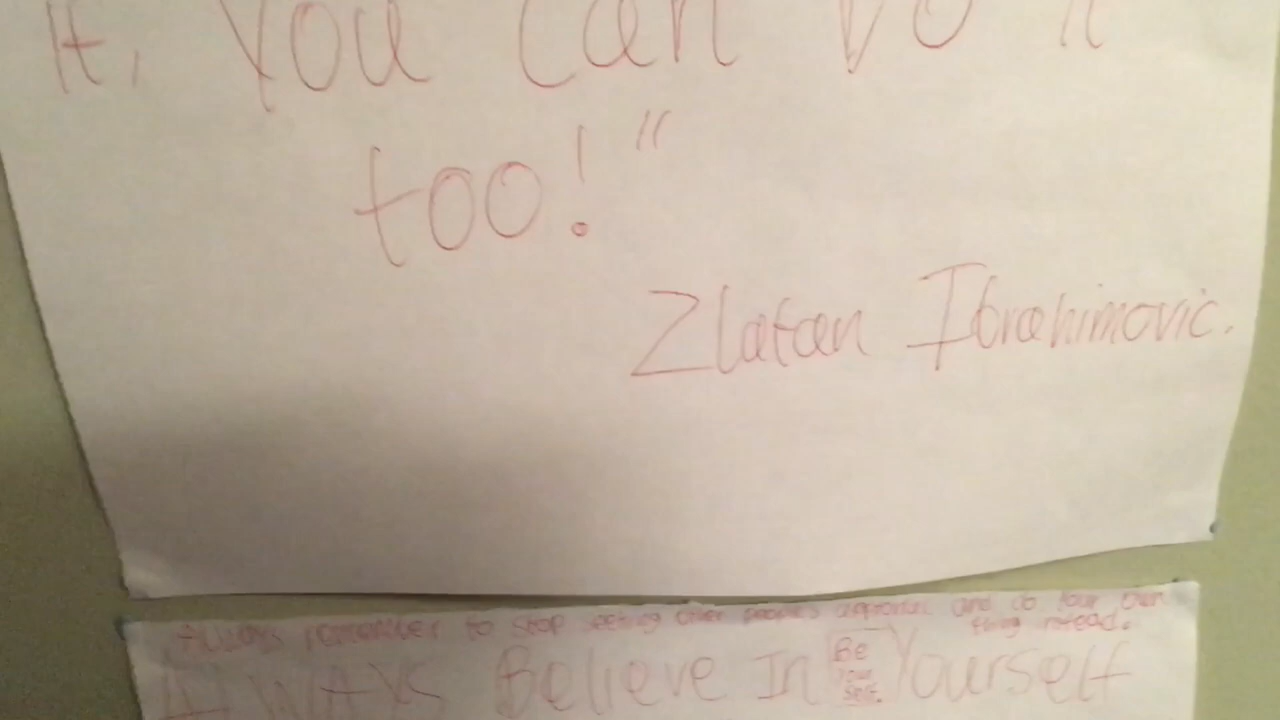 It, You Can Do it
too!"
Zlatan Ibrahimovic.
Always remember to stop seeking other people's approval and do your own
thing instead.
Always Believe In Yourself
Be
Your
Self.